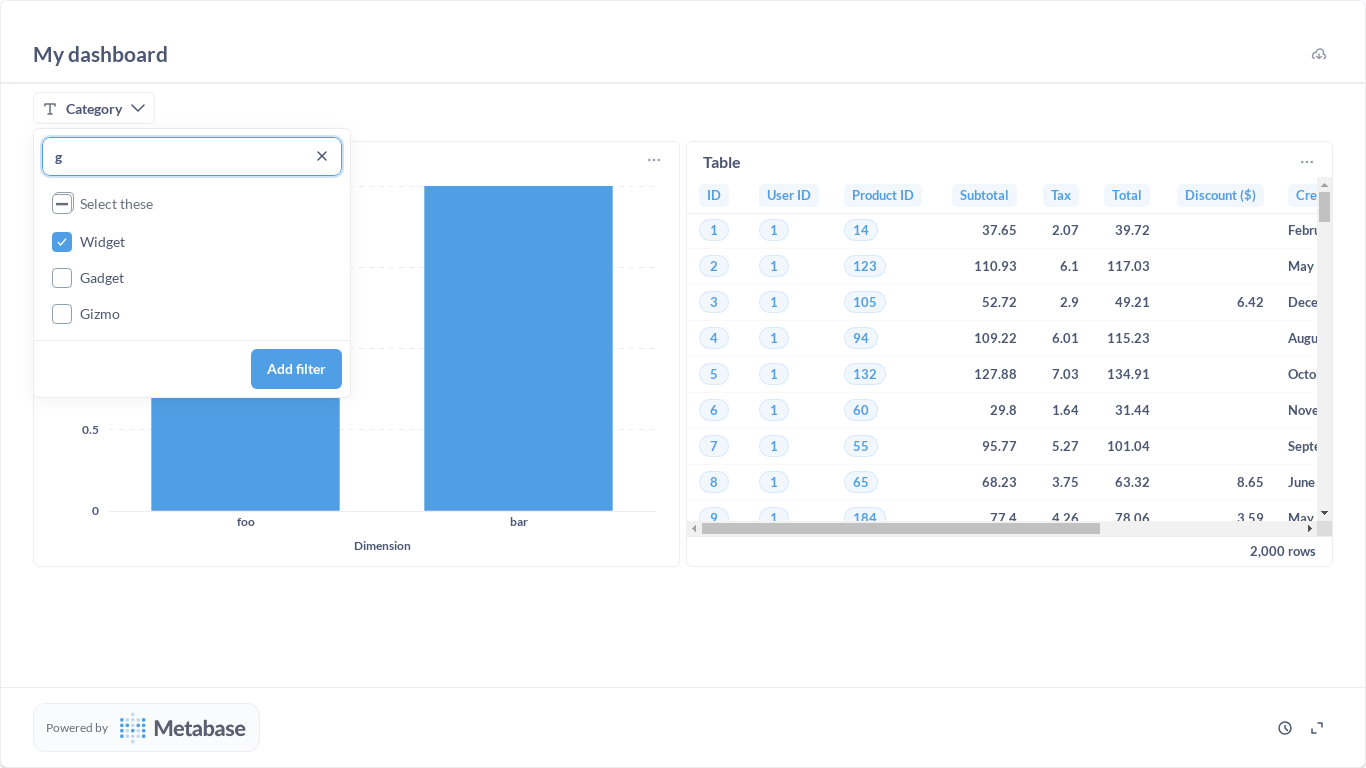 My dashboard
Category
g
Select these
Widget
Gadget
Gizmo
Add filter
0.5
0
foo bar
Dimension
Table
ID User ID Product ID Subtotal Tax Total Discount ($) Cre
1 1 14 37.65 2.07 39.72 Febru
2 1 123 110.93 6.1 117.03 May
3 1 105 52.72 2.9 49.21 6.42 Dece
4 1 94 109.22 6.01 115.23 Augu
5 1 132 127.88 7.03 134.91 Octo
6 1 60 29.8 1.64 31.44 Nove
7 1 55 95.77 5.27 101.04 Septe
8 1 65 68.23 3.75 63.32 8.65 June
9 1 184 77.4 4.26 78.06 3.59 May
2,000 rows
Powered by Metabase